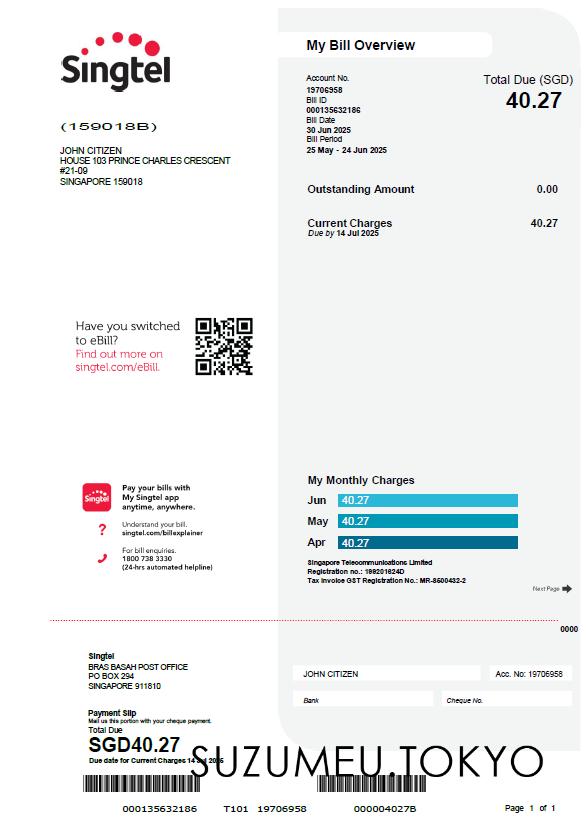 Singtel
My Bill Overview
Account No.
19706958
Bill ID
000135632186
Bill Date
30 Jun 2025
Bill Period
25 May - 24 Jun 2025
Total Due (SGD)
40.27
(159018B)
JOHN CITIZEN
HOUSE 103 PRINCE CHARLES CRESCENT
#21-09
SINGAPORE 159018
Outstanding Amount 0.00
Current Charges 40.27
Due by 14 Jul 2025
Have you switched
to eBill?
Find out more on
singtel.com/eBill.
Singtel
Pay your bills with
My Singtel app
anytime, anywhere.
?
Understand your bill.
singtel.com/billexplainer
For bill enquiries.
1800 738 3330
(24-hrs automated helpline)
My Monthly Charges
Jun 40.27
May 40.27
Apr 40.27
Singapore Telecommunications Limited
Registration no.: 199201624D
Tax Invoice GST Registration No.: MR-8500432-2
Next Page
0000
Singtel
BRAS BASAH POST OFFICE
PO BOX 294
SINGAPORE 911810
JOHN CITIZEN Acc. No: 19706958
Bank Cheque No.
Payment Slip
Mail us this portion with your cheque payment.
Total Due
SGD40.27
Due date for Current Charges 14 Jul 2025
SUZUMEU.TOKYO
000135632186 T101 19706958 000004027B Page 1 of 1